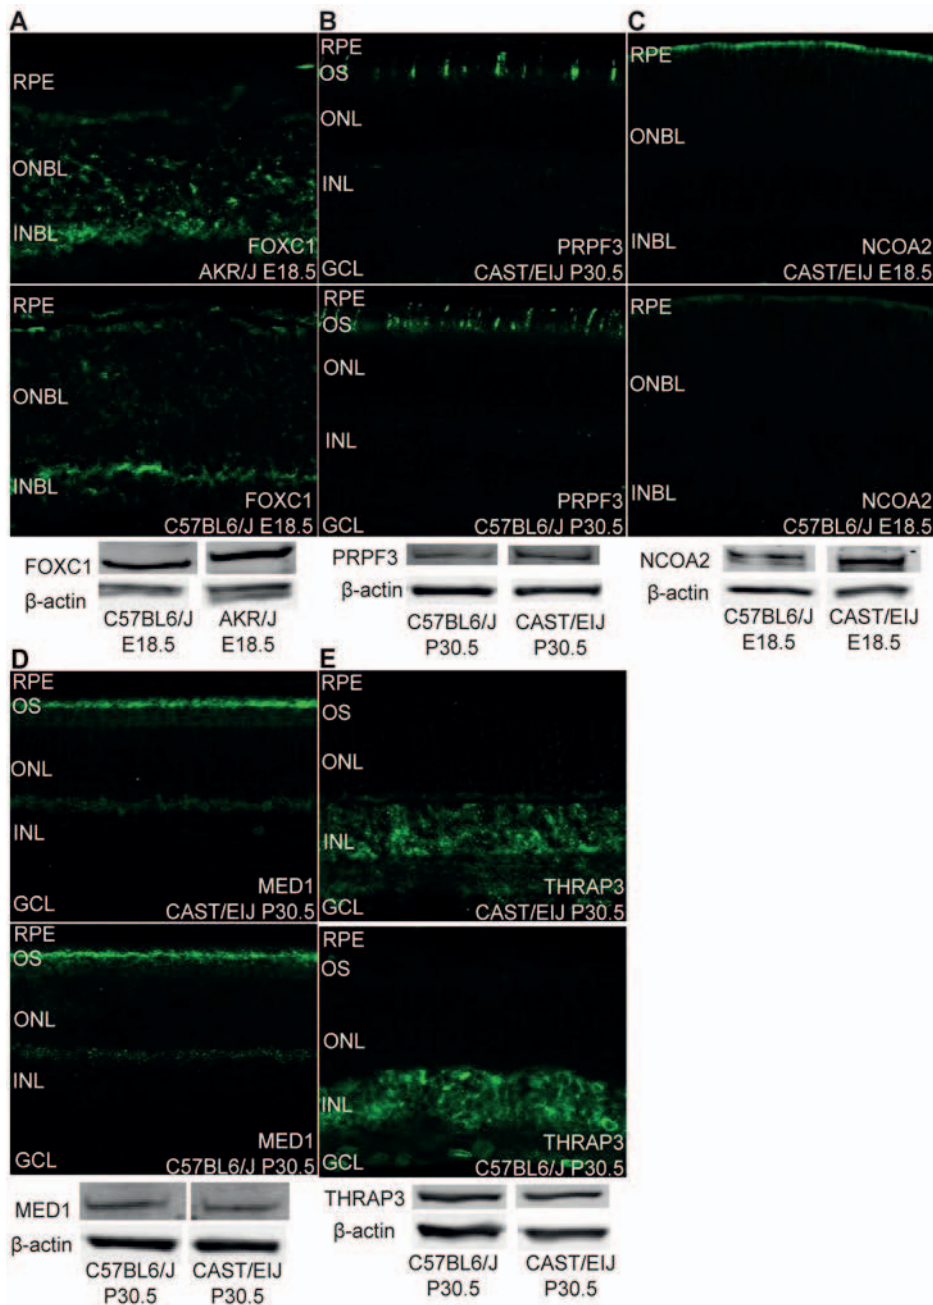 A
RPE
ONBL
INBL
FOXC1
AKR/J E18.5
RPE
ONBL
INBL
FOXC1
C57BL6/J E18.5
FOXC1
β-actin
C57BL6/J
E18.5
AKR/J
E18.5
B
RPE
OS
ONL
INL
GCL
PRPF3
CAST/EIJ P30.5
RPE
OS
ONL
INL
GCL
PRPF3
C57BL6/J P30.5
PRPF3
β-actin
C57BL6/J
P30.5
CAST/EIJ
P30.5
C
RPE
ONBL
INBL
NCOA2
CAST/EIJ E18.5
RPE
ONBL
INBL
NCOA2
C57BL6/J E18.5
NCOA2
β-actin
C57BL6/J
E18.5
CAST/EIJ
E18.5
D
RPE
OS
ONL
INL
GCL
MED1
CAST/EIJ P30.5
RPE
OS
ONL
INL
GCL
MED1
C57BL6/J P30.5
MED1
β-actin
C57BL6/J
P30.5
CAST/EIJ
P30.5
E
RPE
OS
ONL
INL
GCL
THRAP3
CAST/EIJ P30.5
RPE
OS
ONL
INL
GCL
THRAP3
C57BL6/J P30.5
THRAP3
β-actin
C57BL6/J
P30.5
CAST/EIJ
P30.5